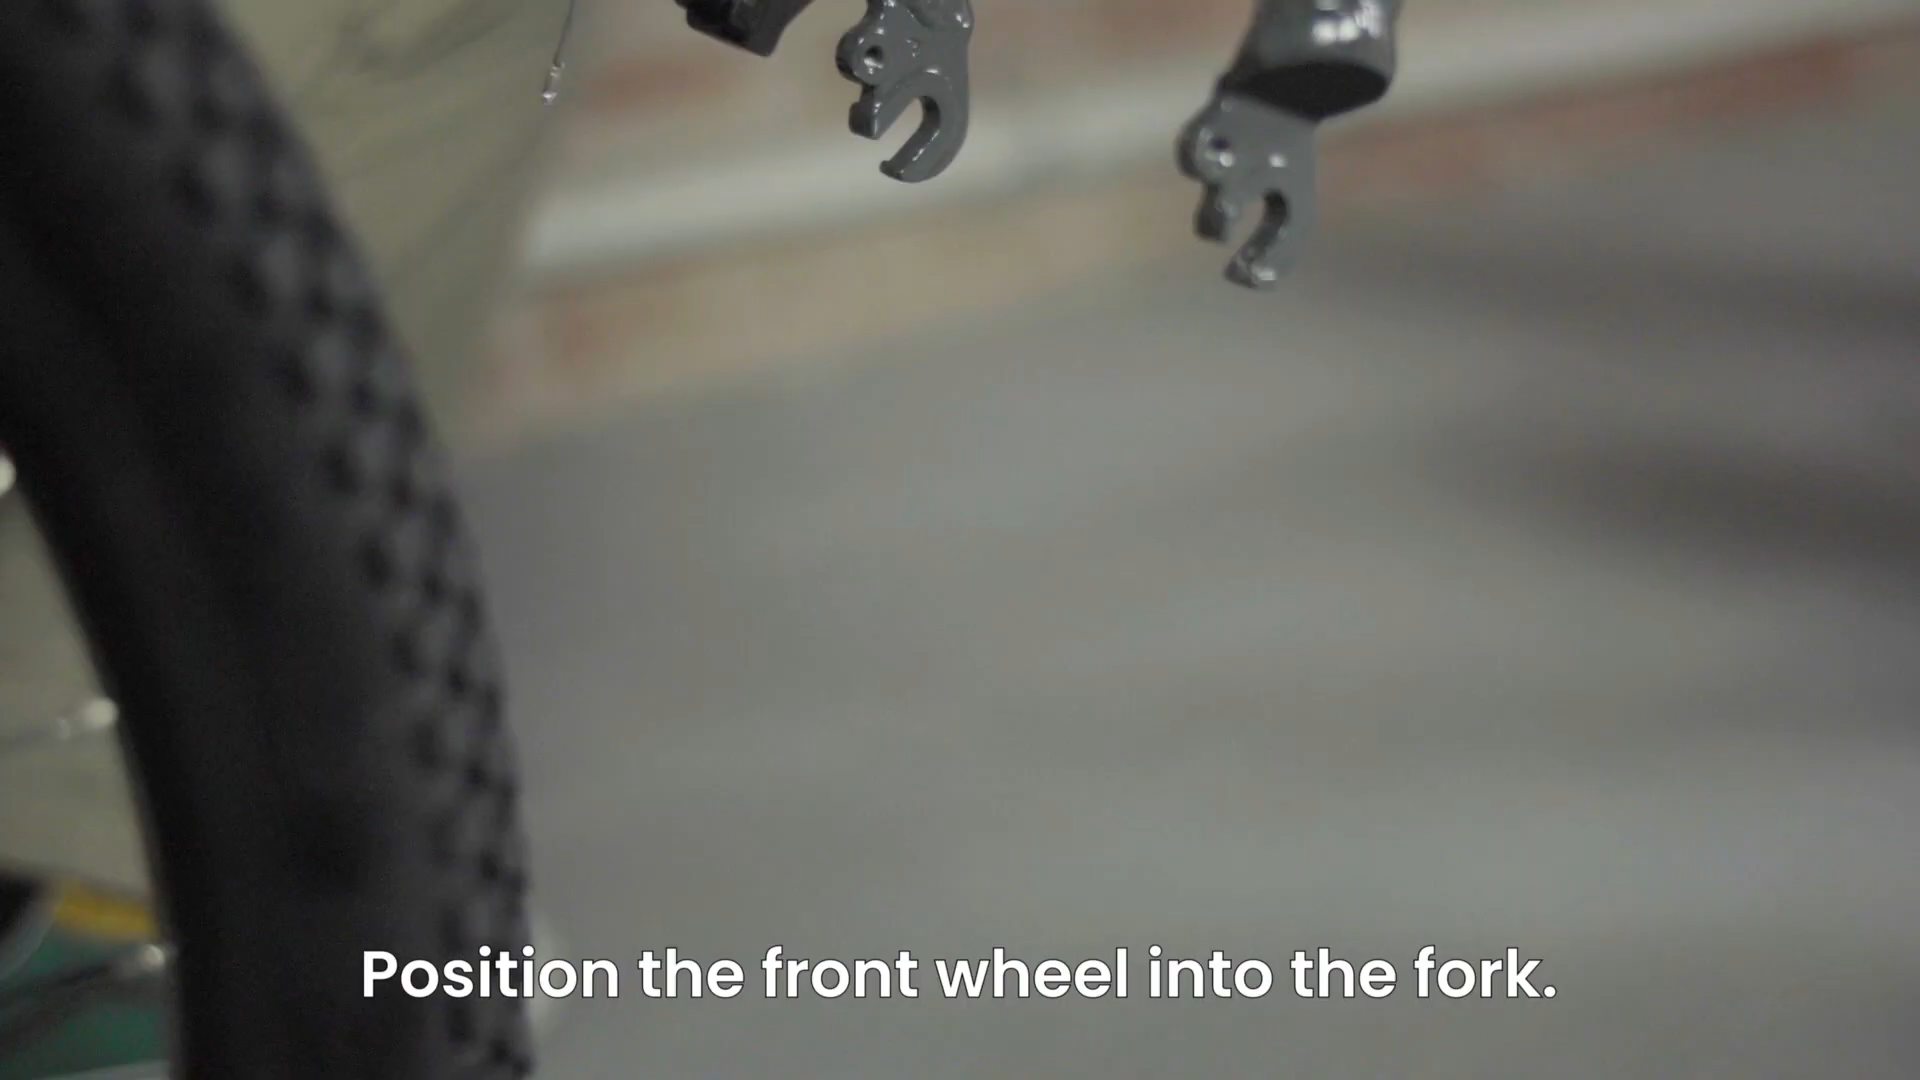 Position the front wheel into the fork.